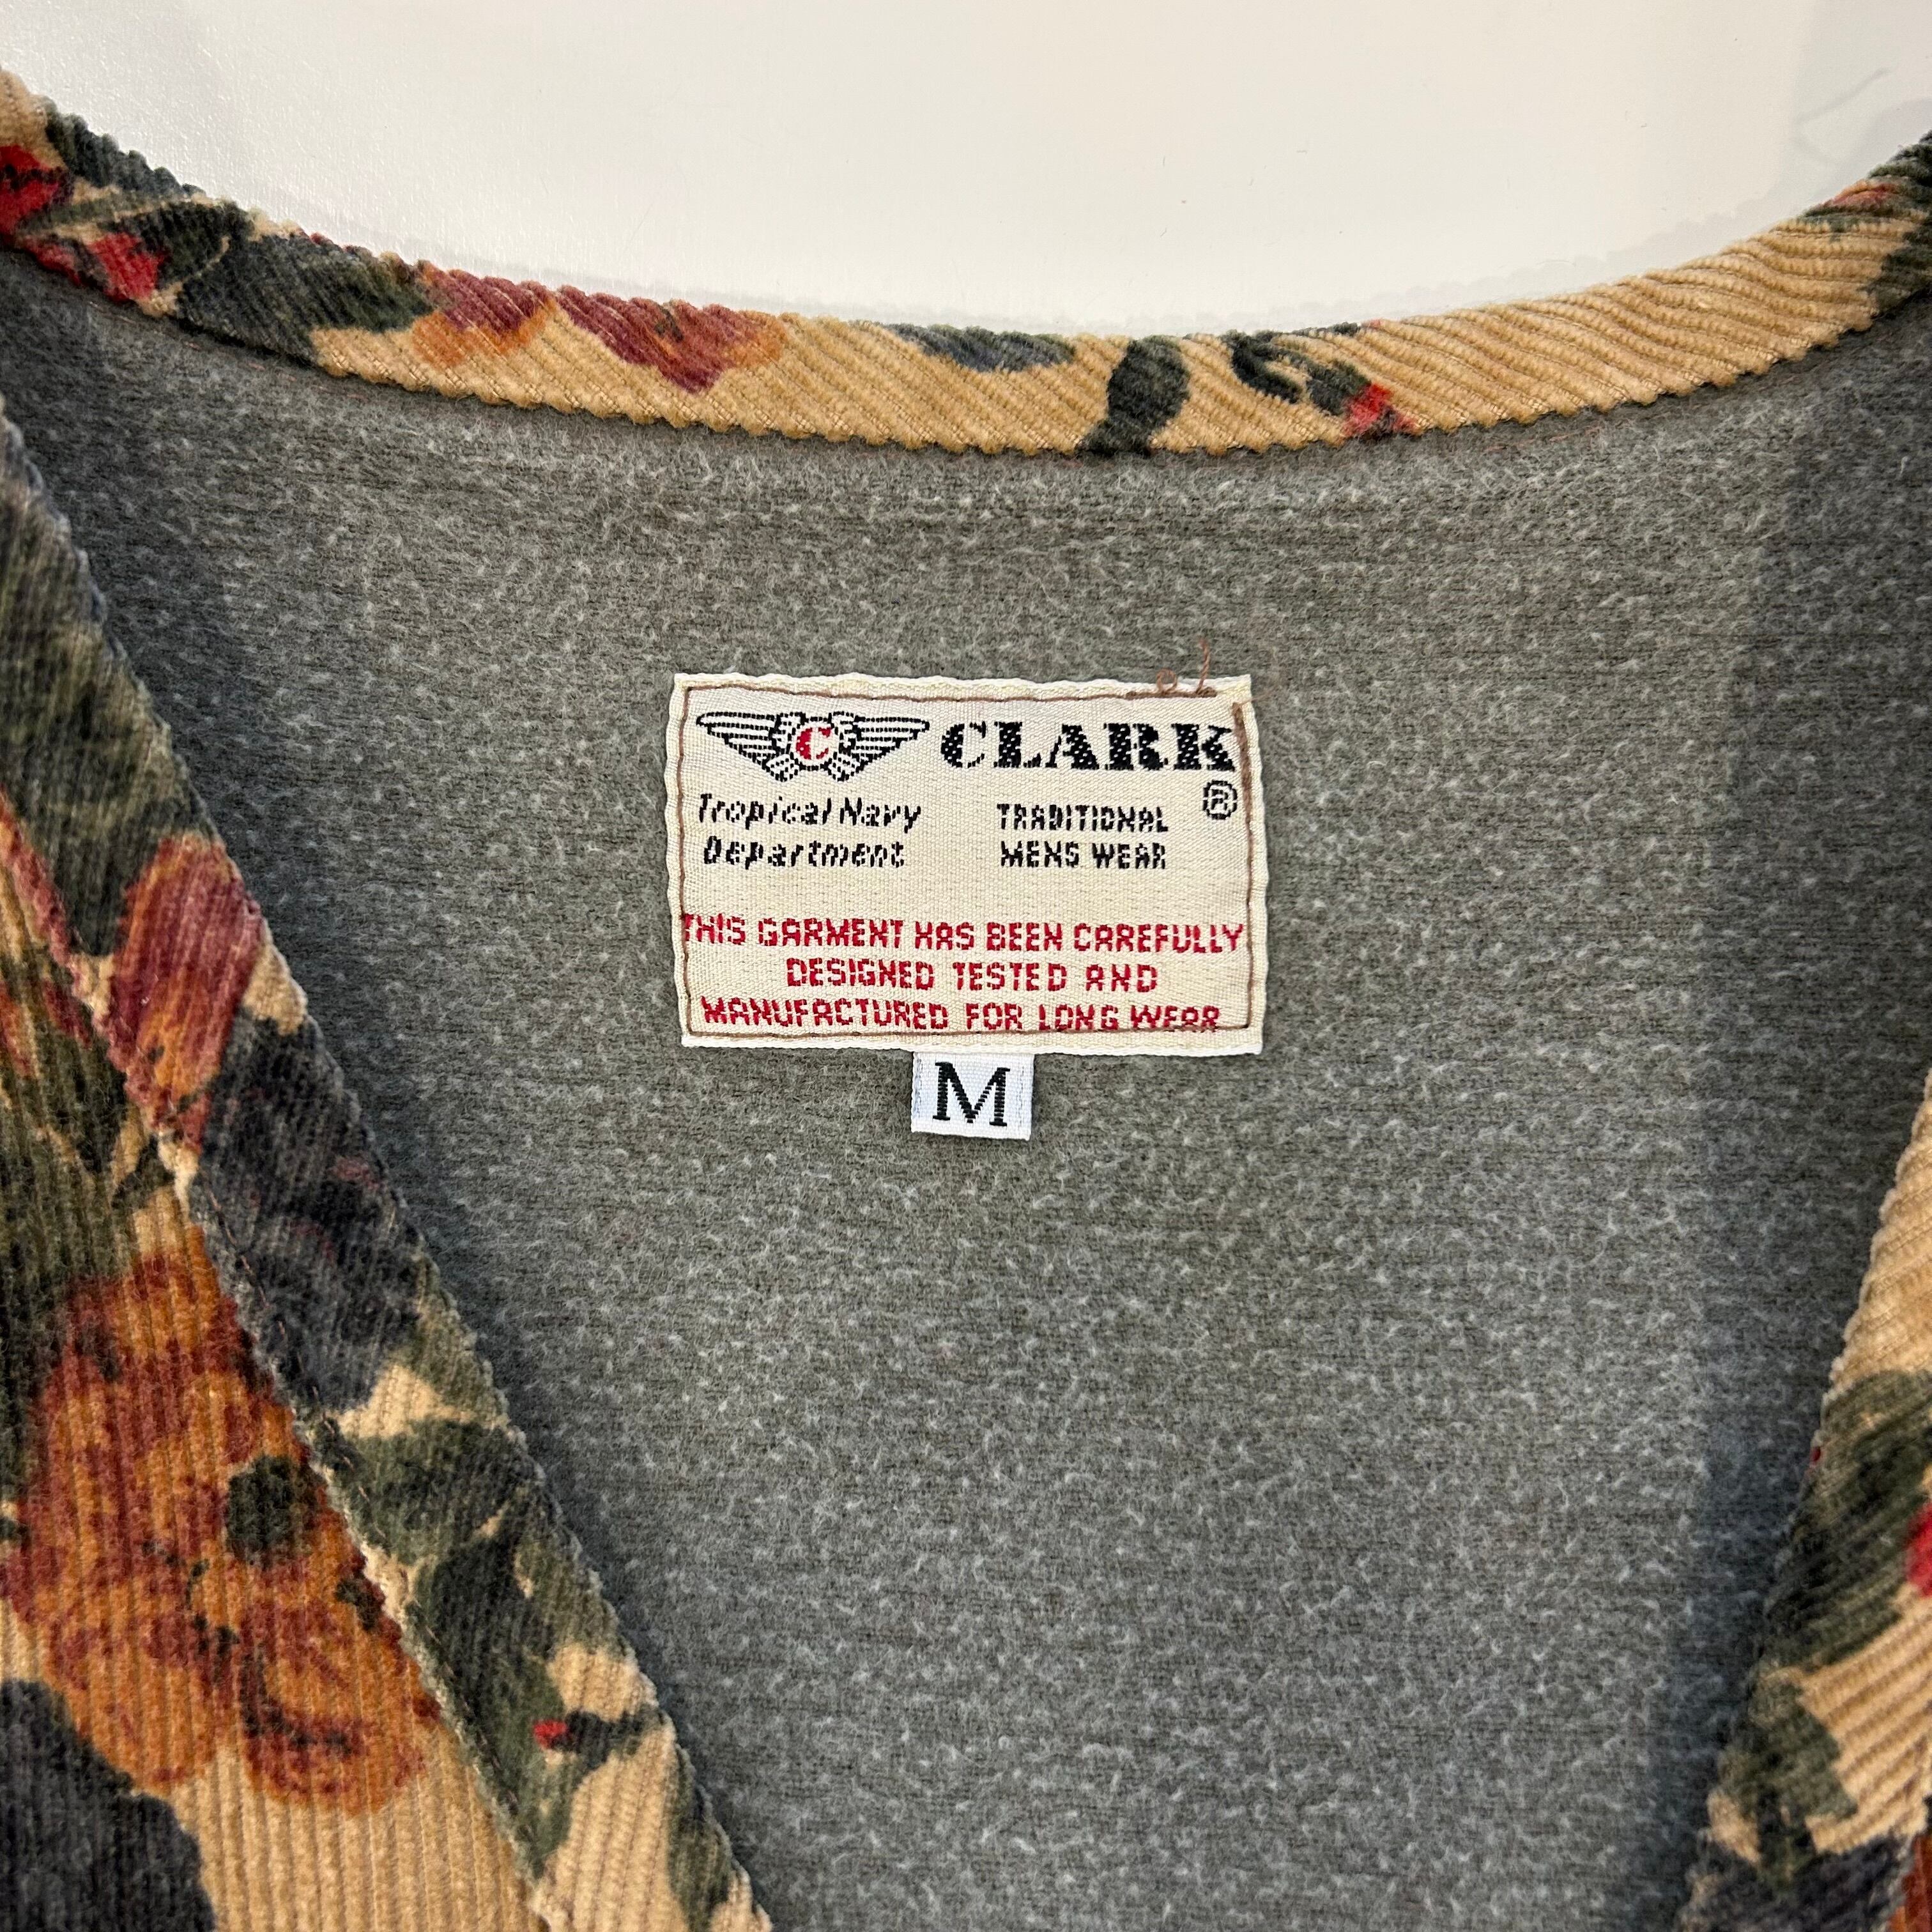 C CLARK ®
Tropical Navy
Department
TRADITIONAL
MENS WEAR
THIS GARMENT HAS BEEN CAREFULLY
DESIGNED TESTED AND
MANUFACTURED FOR LONG WEAR
M